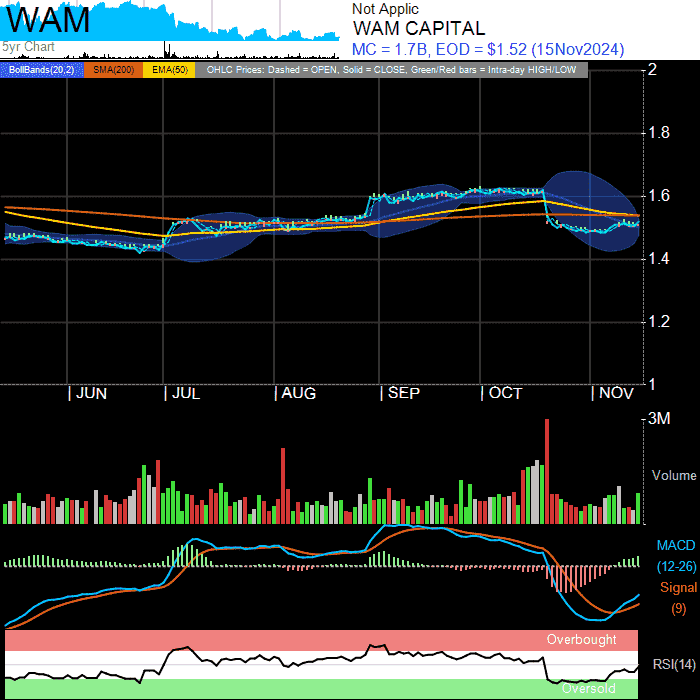 WAM
5yr Chart
Not Applic
WAM CAPITAL
MC = 1.7B, EOD = $1.52 (15Nov2024)
BollBands(20,2) SMA(200) EMA(50) OHLC Prices: Dashed = OPEN, Solid = CLOSE, Green/Red bars = Intra-day HIGH/LOW
2
1.8
1.6
1.4
1.2
1
| JUN | JUL | AUG | SEP | OCT | NOV
3M
Volume
MACD
(12-26)
Signal
(9)
Overbought
RSI(14)
Oversold